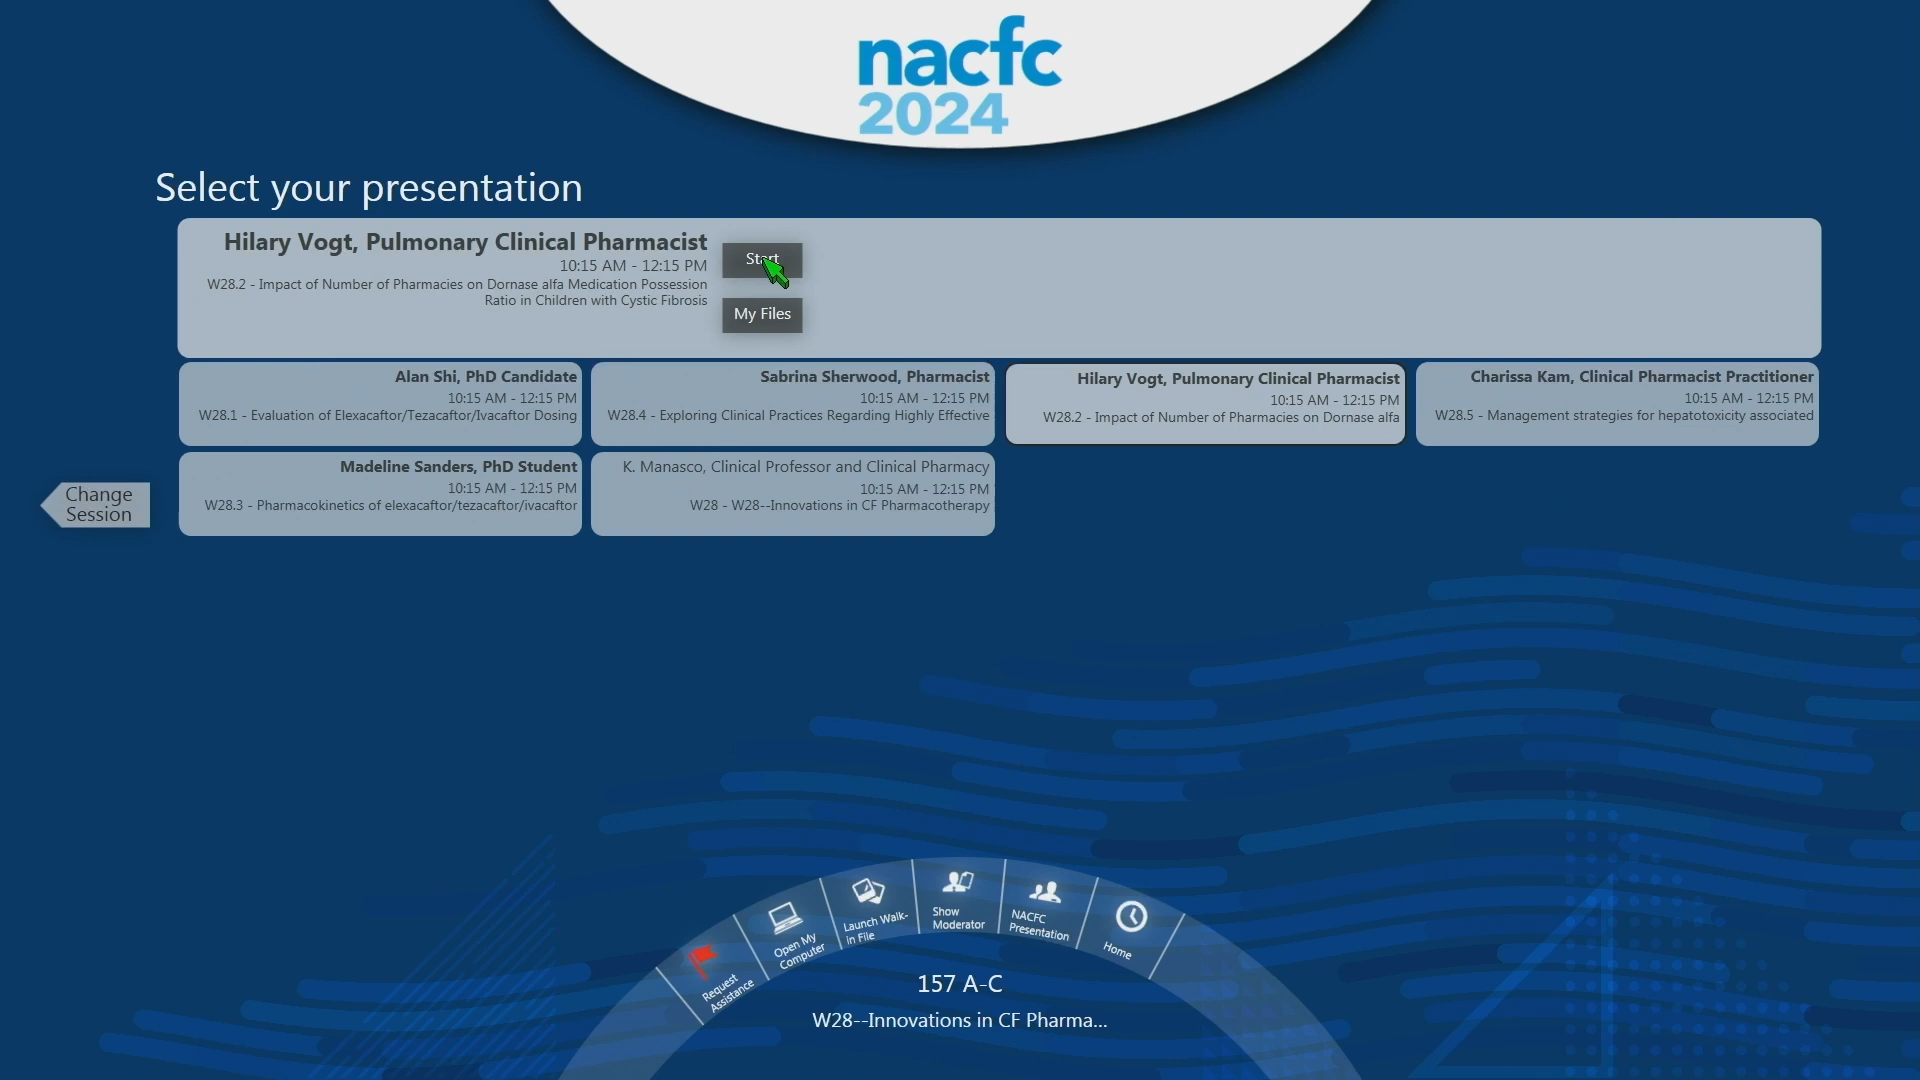 nacfc
2024
Select your presentation
Hilary Vogt, Pulmonary Clinical Pharmacist
10:15 AM - 12:15 PM
W28.2 - Impact of Number of Pharmacies on Dornase alfa Medication Possession
Ratio in Children with Cystic Fibrosis
Start
My Files
Alan Shi, PhD Candidate
10:15 AM - 12:15 PM
W28.1 - Evaluation of Elexacaftor/Tezacaftor/Ivacaftor Dosing
Sabrina Sherwood, Pharmacist
10:15 AM - 12:15 PM
W28.4 - Exploring Clinical Practices Regarding Highly Effective
Hilary Vogt, Pulmonary Clinical Pharmacist
10:15 AM - 12:15 PM
W28.2 - Impact of Number of Pharmacies on Dornase alfa
Charissa Kam, Clinical Pharmacist Practitioner
10:15 AM - 12:15 PM
W28.5 - Management strategies for hepatotoxicity associated
Madeline Sanders, PhD Student
10:15 AM - 12:15 PM
W28.3 - Pharmacokinetics of elexacaftor/tezacaftor/ivacaftor
K. Manasco, Clinical Professor and Clinical Pharmacy
10:15 AM - 12:15 PM
W28 - W28--Innovations in CF Pharmacotherapy
Change
Session
Request
Assistance
Open My
Computer
Launch Walk-
in File
Show
Moderator
NACFC
Presentation
Home
157 A-C
W28--Innovations in CF Pharma...